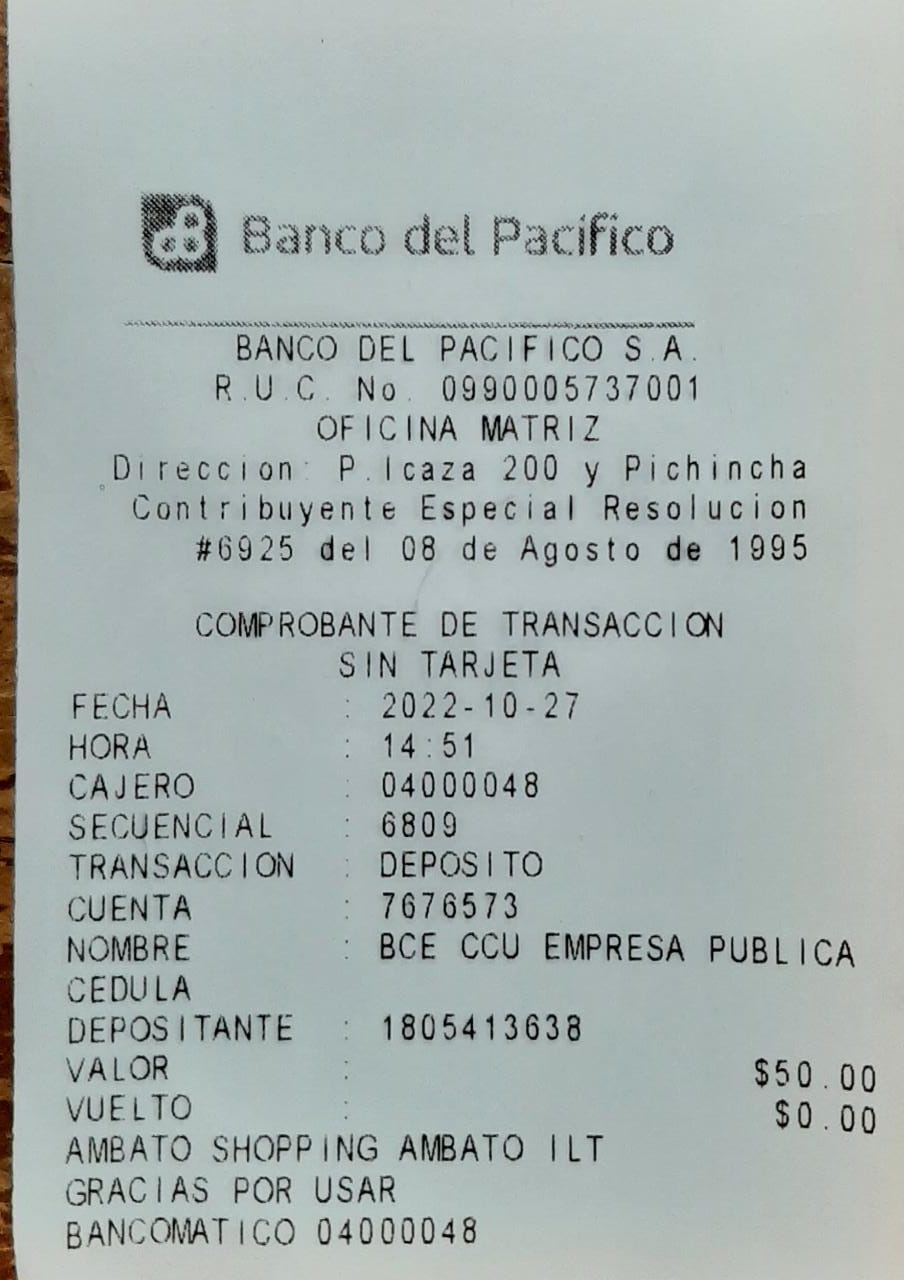 Banco del Pacífico
BANCO DEL PACIFICO S.A.
R.U.C. No. 0990005737001
OFICINA MATRIZ
Direccion: P.Icaza 200 y Pichincha
Contribuyente Especial Resolucion
#6925 del 08 de Agosto de 1995
COMPROBANTE DE TRANSACCION
SIN TARJETA
FECHA : 2022-10-27
HORA : 14:51
CAJERO : 04000048
SECUENCIAL : 6809
TRANSACCION : DEPOSITO
CUENTA : 7676573
NOMBRE : BCE CCU EMPRESA PUBLICA
CEDULA
DEPOSITANTE : 1805413638
VALOR : $50.00
VUELTO : $0.00
AMBATO SHOPPING AMBATO ILT
GRACIAS POR USAR
BANCOMATICO 04000048